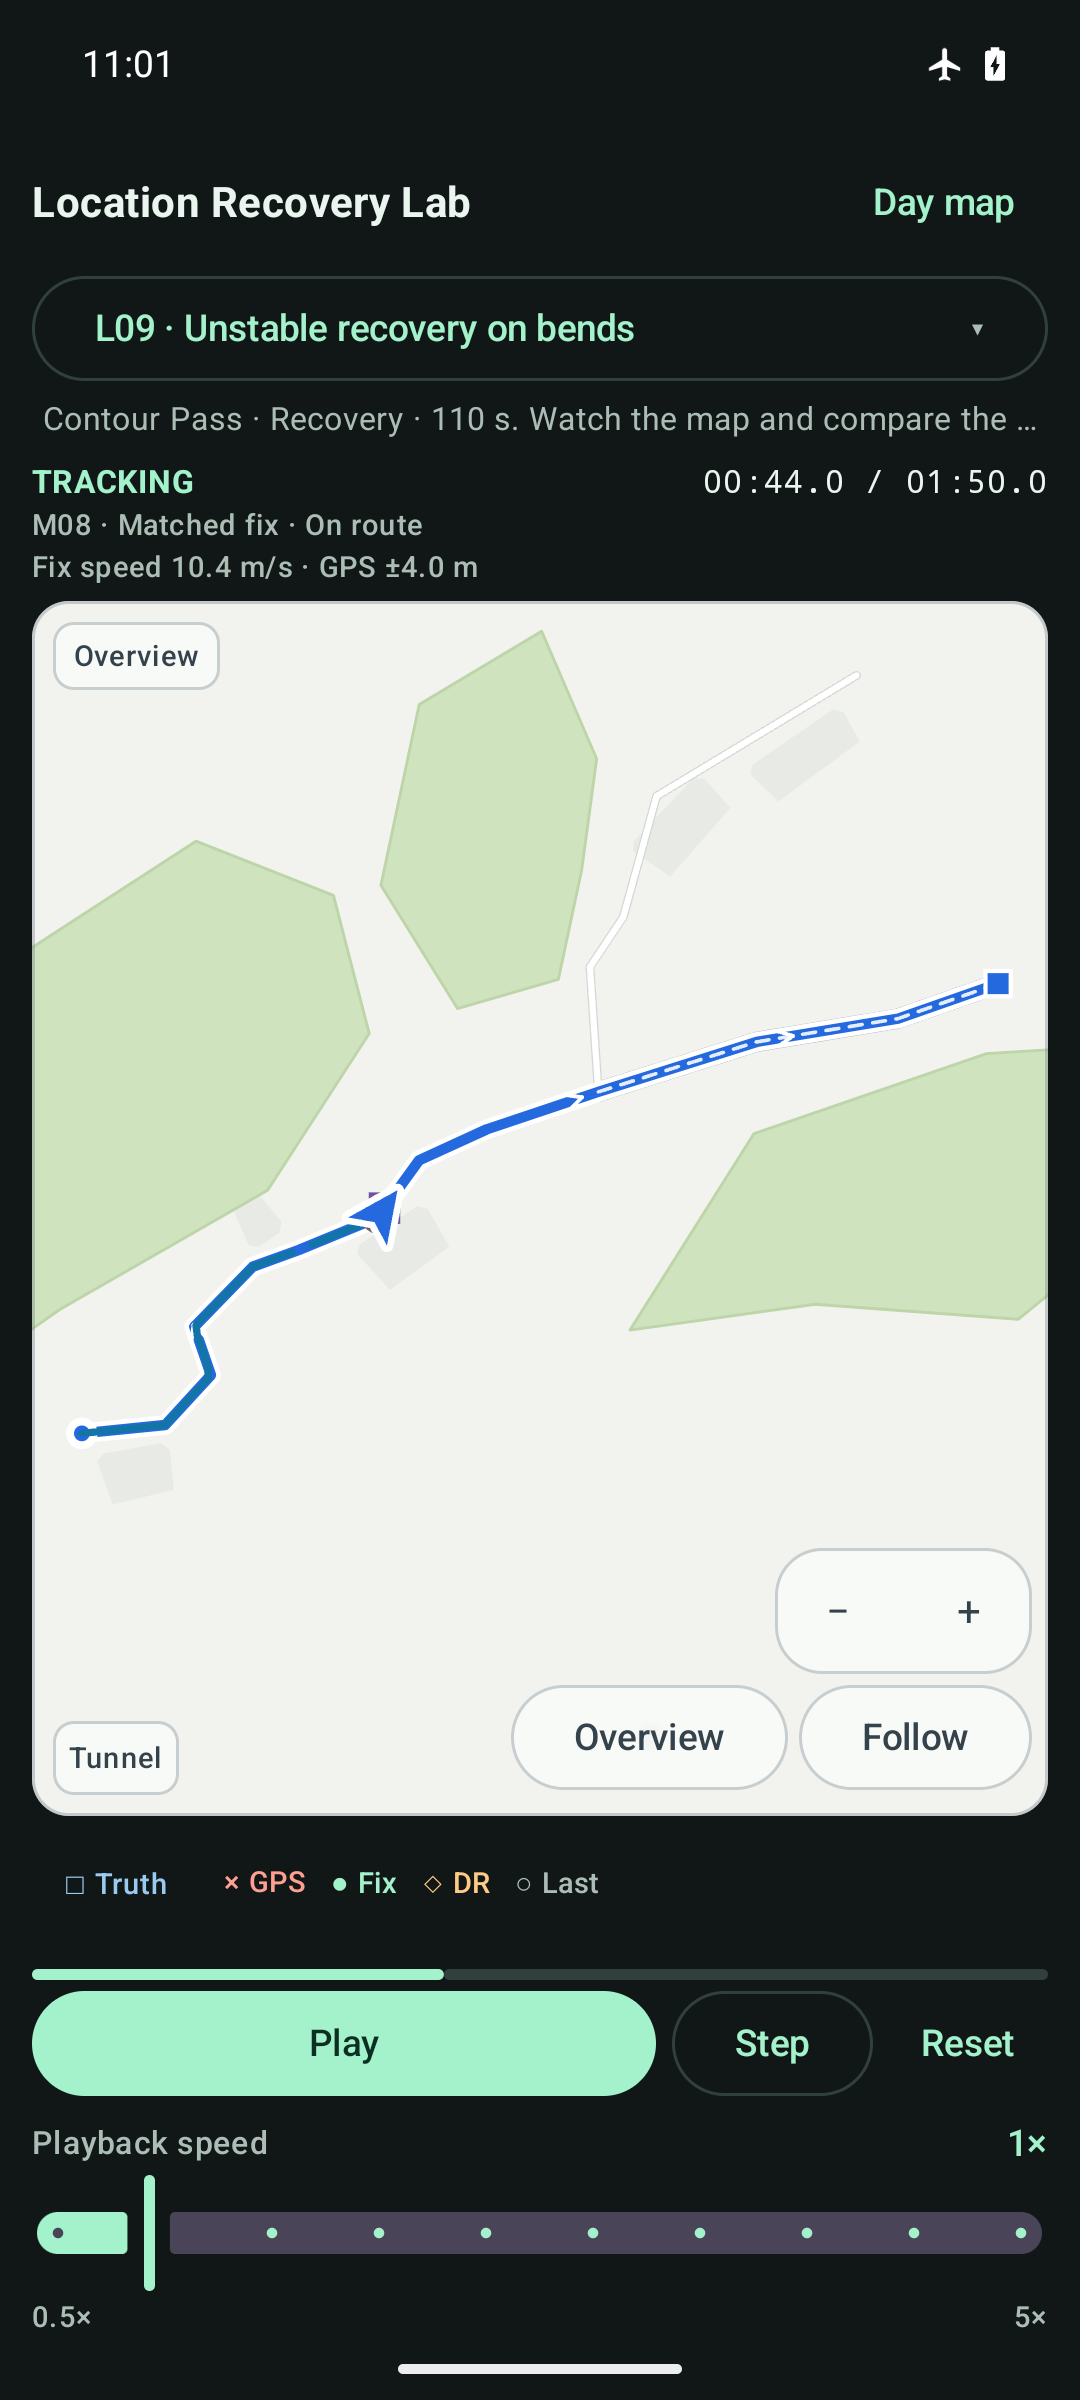 11:01
Location Recovery Lab
Day map
L09 · Unstable recovery on bends ▾
Contour Pass · Recovery · 110 s. Watch the map and compare the …
TRACKING
00:44.0 / 01:50.0
M08 · Matched fix · On route
Fix speed 10.4 m/s · GPS ±4.0 m
Overview
− +
Overview
Follow
Tunnel
□ Truth × GPS ● Fix ◇ DR ○ Last
Play
Step
Reset
Playback speed
1×
0.5×
5×